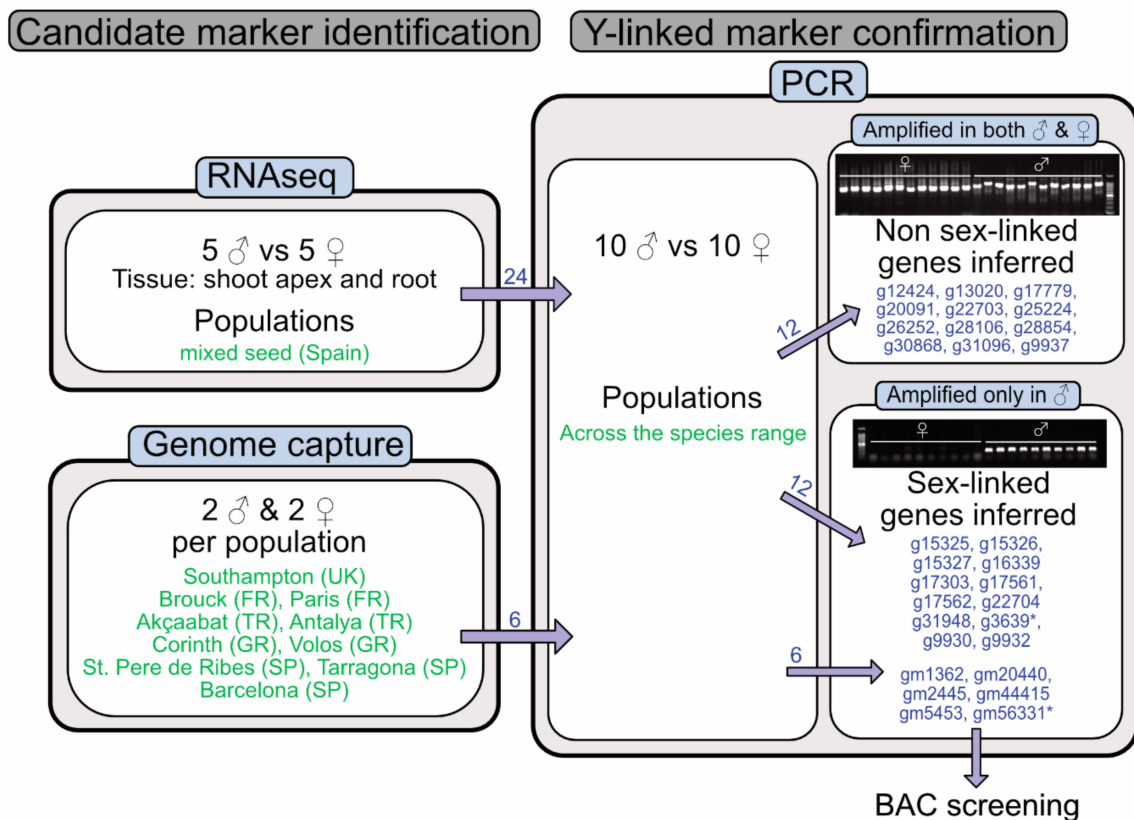 Candidate marker identification
Y-linked marker confirmation
PCR
RNAseq
5 ♂ vs 5 ♀
Tissue: shoot apex and root
Populations
mixed seed (Spain)
24
Genome capture
2 ♂ & 2 ♀
per population
Southampton (UK)
Brouck (FR), Paris (FR)
Akçaabat (TR), Antalya (TR)
Corinth (GR), Volos (GR)
St. Pere de Ribes (SP), Tarragona (SP)
Barcelona (SP)
6
10 ♂ vs 10 ♀
Populations
Across the species range
12
12
6
Amplified in both ♂ & ♀
♀ ♂
Non sex-linked
genes inferred
g12424, g13020, g17779,
g20091, g22703, g25224,
g26252, g28106, g28854,
g30868, g31096, g9937
Amplified only in ♂
♀ ♂
Sex-linked
genes inferred
g15325, g15326,
g15327, g16339
g17303, g17561,
g17562, g22704
g31948, g3639*,
g9930, g9932
gm1362, gm20440,
gm2445, gm44415
gm5453, gm56331*
BAC screening